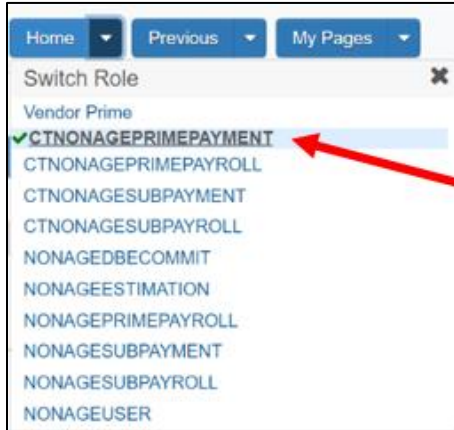 Home Previous My Pages
Switch Role
Vendor Prime
CTNONAGEPRIMEPAYMENT
CTNONAGEPRIMEPAYROLL
CTNONAGESUBPAYMENT
CTNONAGESUBPAYROLL
NONAGEDBECOMMIT
NONAGEESTIMATION
NONAGEPRIMEPAYROLL
NONAGESUBPAYMENT
NONAGESUBPAYROLL
NONAGEUSER